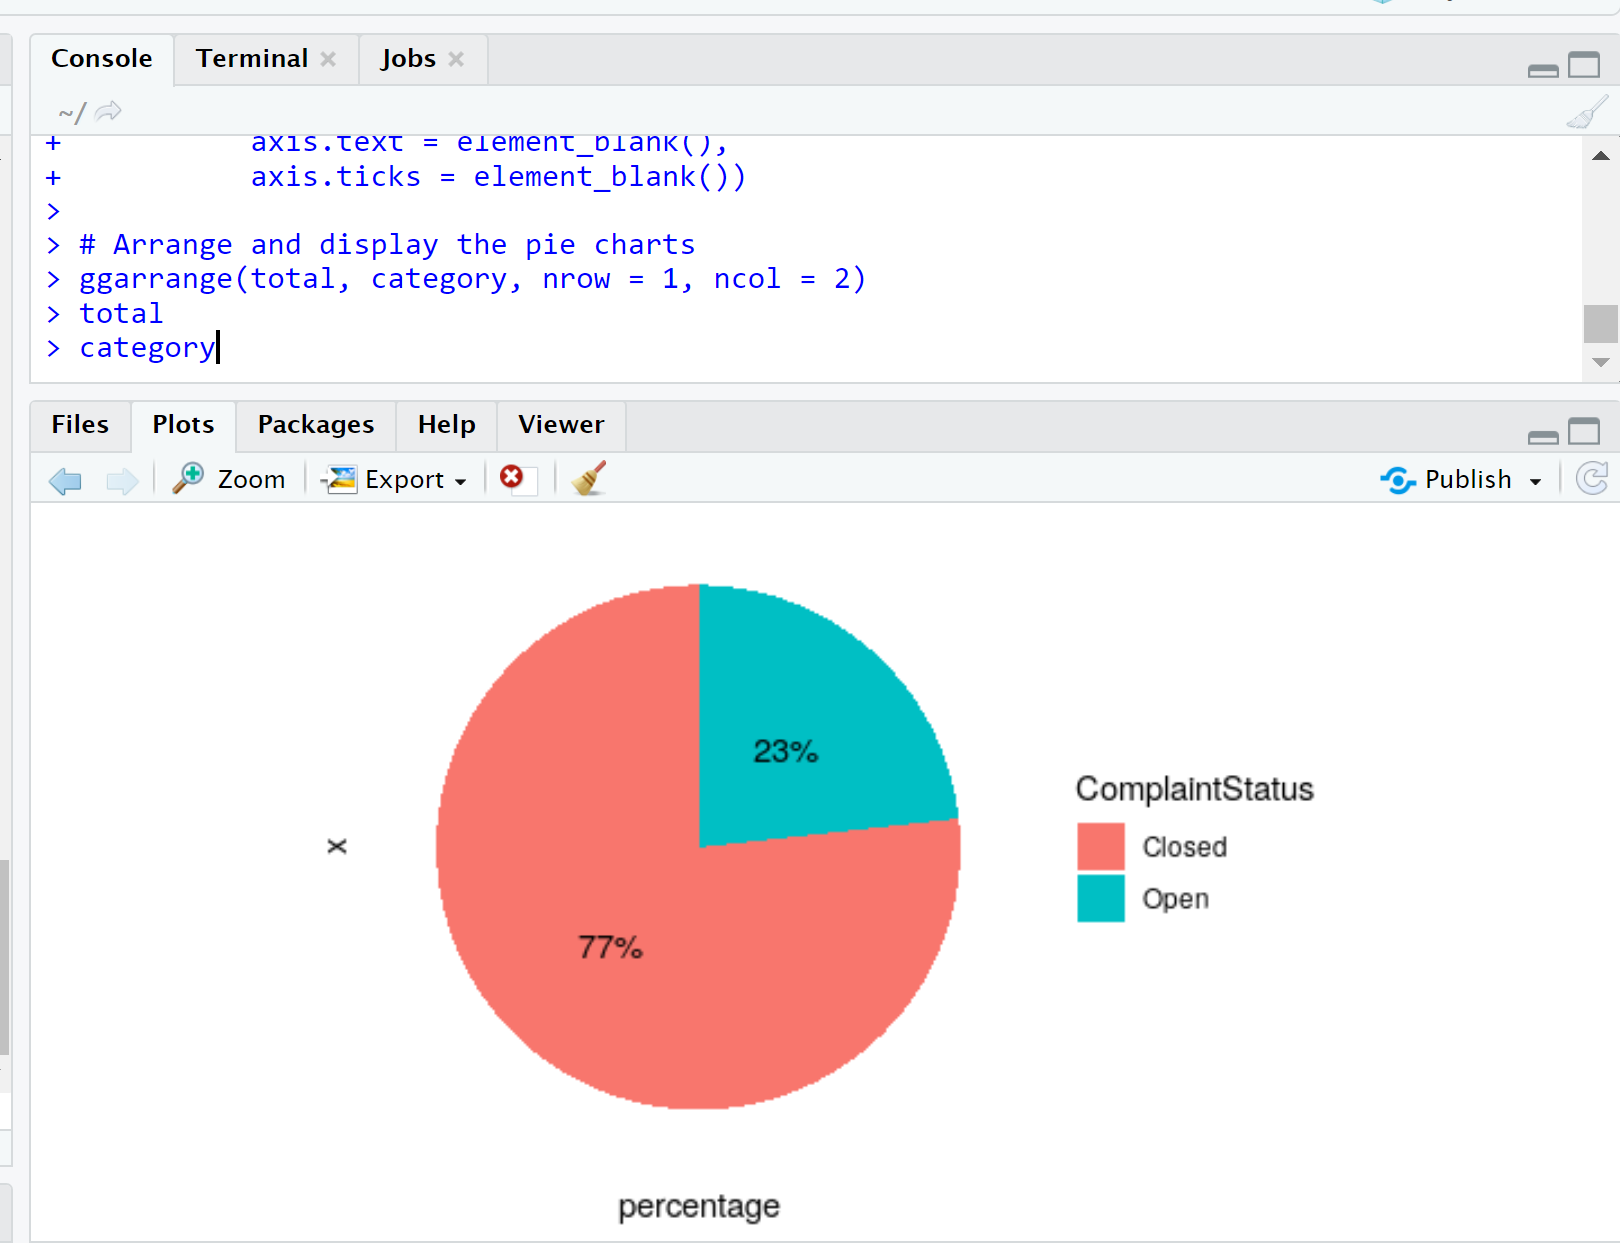 Console Terminal Jobs
~/
+ axis.text = element_blank(),
+ axis.ticks = element_blank())
>
> # Arrange and display the pie charts
> ggarrange(total, category, nrow = 1, ncol = 2)
> total
> category
Files Plots Packages Help Viewer
Zoom Export Publish
23%
ComplaintStatus
x
Closed
Open
77%
percentage